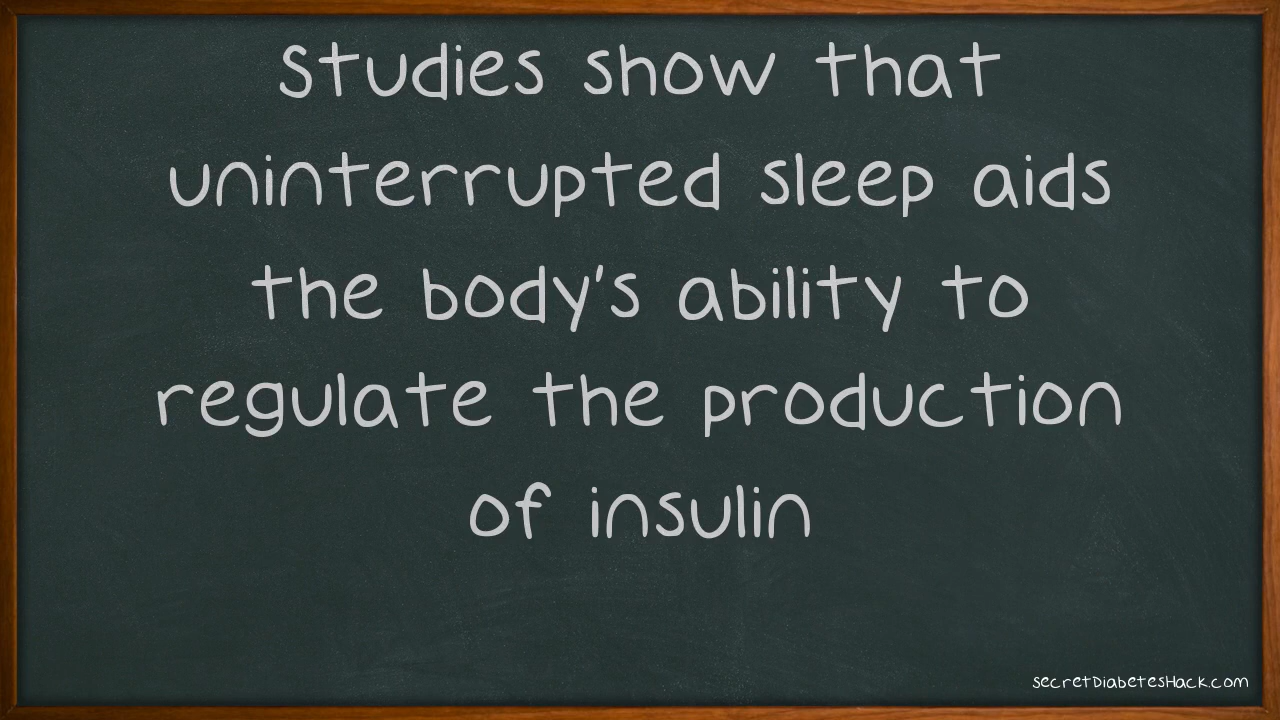 Studies show that
uninterrupted sleep aids
the body's ability to
regulate the production
of insulin
secretDiabetesHack.com